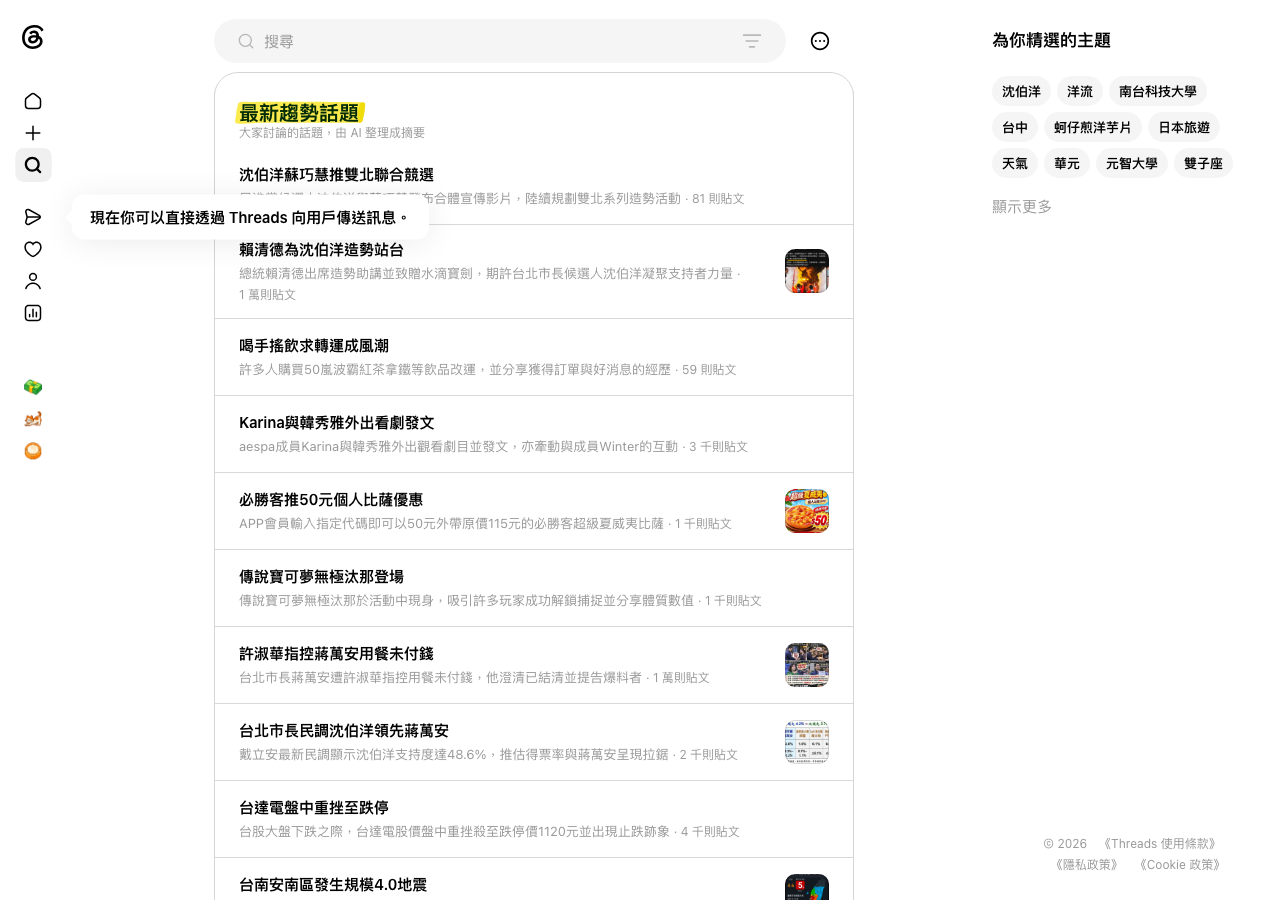 搜尋
最新趨勢話題
大家討論的話題，由 AI 整理成摘要
沈伯洋蘇巧慧推雙北聯合競選
布合體宣傳影片，陸續規劃雙北系列造勢活動 · 81 則貼文
現在你可以直接透過 Threads 向用戶傳送訊息。
賴清德為沈伯洋造勢站台
總統賴清德出席造勢助講並致贈水滴寶劍，期許台北市長候選人沈伯洋凝聚支持者力量 ·
1 萬則貼文
喝手搖飲求轉運成風潮
許多人購買50嵐波霸紅茶拿鐵等飲品改運，並分享獲得訂單與好消息的經歷 · 59 則貼文
Karina與韓秀雅外出看劇發文
aespa成員Karina與韓秀雅外出觀看劇目並發文，亦牽動與成員Winter的互動 · 3 千則貼文
必勝客推50元個人比薩優惠
APP會員輸入指定代碼即可以50元外帶原價115元的必勝客超級夏威夷比薩 · 1 千則貼文
傳說寶可夢無極汰那登場
傳說寶可夢無極汰那於活動中現身，吸引許多玩家成功解鎖捕捉並分享體質數值 · 1 千則貼文
許淑華指控蔣萬安用餐未付錢
台北市長蔣萬安遭許淑華指控用餐未付錢，他澄清已結清並提告爆料者 · 1 萬則貼文
台北市長民調沈伯洋領先蔣萬安
戴立安最新民調顯示沈伯洋支持度達48.6%，推估得票率與蔣萬安呈現拉鋸 · 2 千則貼文
台達電盤中重挫至跌停
台股大盤下跌之際，台達電股價盤中重挫殺至跌停價1120元並出現止跌跡象 · 4 千則貼文
台南安南區發生規模4.0地震
為你精選的主題
沈伯洋 洋流 南台科技大學
台中 蚵仔煎洋芋片 日本旅遊
天氣 華元 元智大學 雙子座
顯示更多
© 2026 《Threads 使用條款》
《隱私政策》 《Cookie 政策》